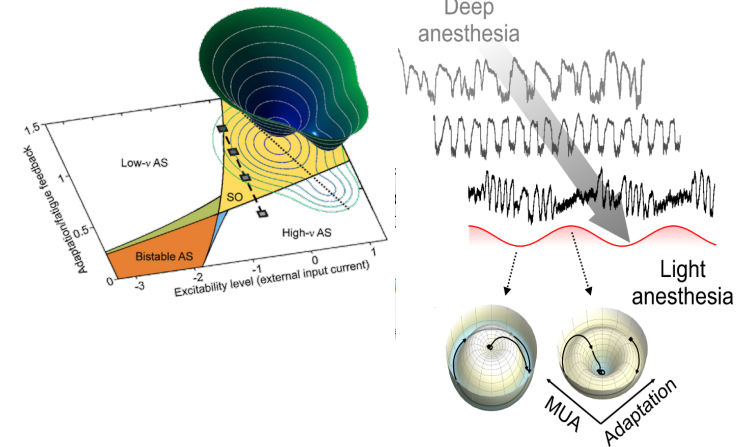 Deep
anesthesia
1.5
1
0.5
0
Adaptation/fatigue feedback
Low-ν AS
SO
Bistable AS
High-ν AS
-3
-2
-1
0
1
Excitability level (external input current)
Light
anesthesia
MUA
Adaptation